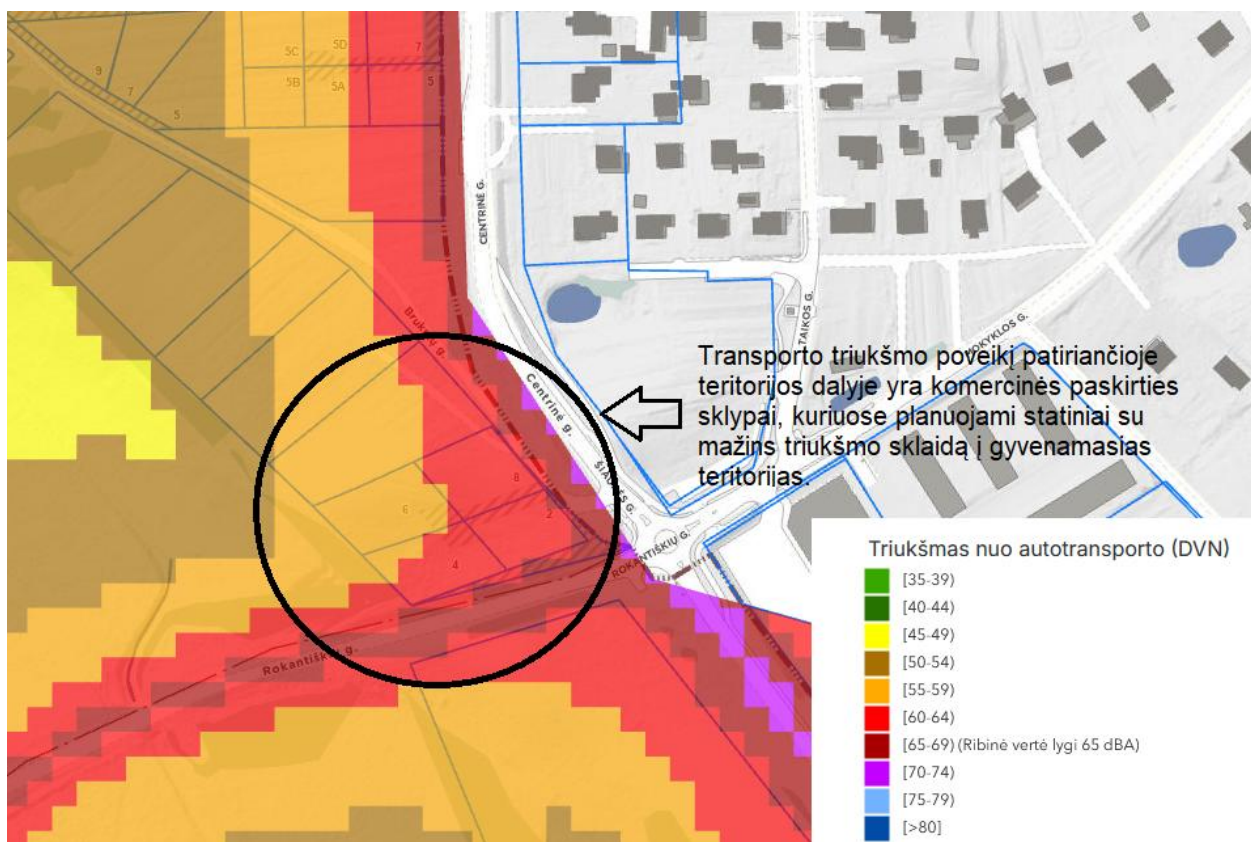 5C
5D
7
5B
5A
5
9
7
5
CENTRINĖ G.
Brukių g.
Centrinė g.
ŠIAURĖS G.
TAIKOS G.
MOKYKLOS G.
Transporto triukšmo poveikį patiriančioje
teritorijos dalyje yra komercinės paskirties
sklypai, kuriuose planuojami statiniai su
mažins triukšmo sklaidą į gyvenamasias
teritorijas.
8
6
2
4
ROKANTIŠKIŲ G.
Rokantiškių g.
Triukšmas nuo autotransporto (DVN)
[35-39)
[40-44)
[45-49)
[50-54)
[55-59)
[60-64)
[65-69) (Ribinė vertė lygi 65 dBA)
[70-74)
[75-79)
[>80]